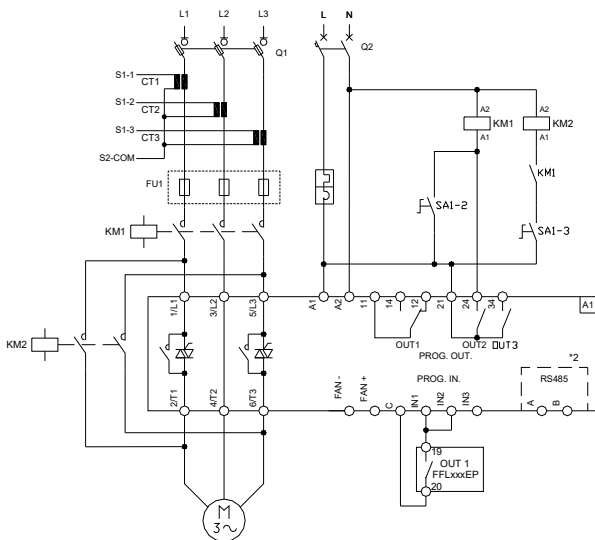 L1 L2 L3 L N
Q1 Q2
S1-1
CT1
S1-2
CT2
S1-3
CT3
S2-COM
A2 A2
KM1 KM2
A1 A1
KM1
FU1
SA1-2
SA1-3
KM1
1/L1 3/L2 5/L3 A1 A2 11 14 12 21 24 34 A1
KM2
OUT1 OUT2 OUT3
PROG. OUT.
PROG. IN. *2
RS485
2/T1 4/T2 6/T3 FAN - FAN + C IN1 IN2 IN3 A B
19
OUT 1
FFLxxxEP
20
M
3~